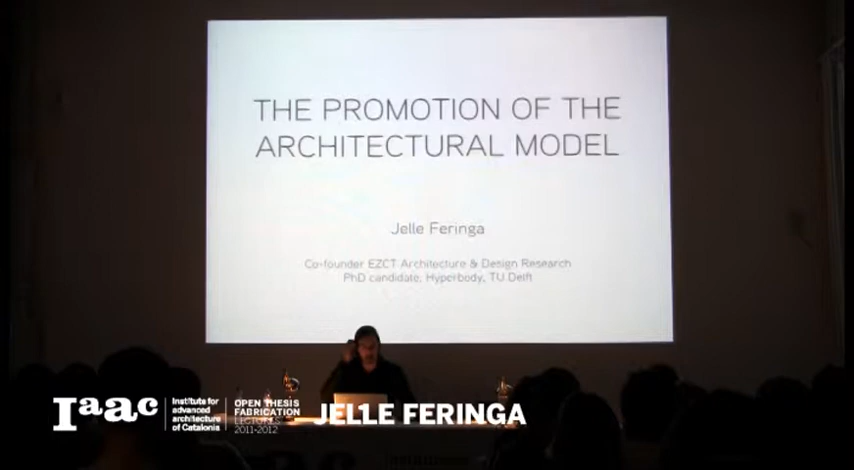 THE PROMOTION OF THE
ARCHITECTURAL MODEL
Jelle Feringa
Co-founder EZCT Architecture & Design Research
PhD candidate, Hyperbody, TU Delft
Iaac
Institute for
advanced
architecture
of Catalonia
OPEN THESIS
FABRICATION
LECTURES
2011-2012
JELLE FERINGA